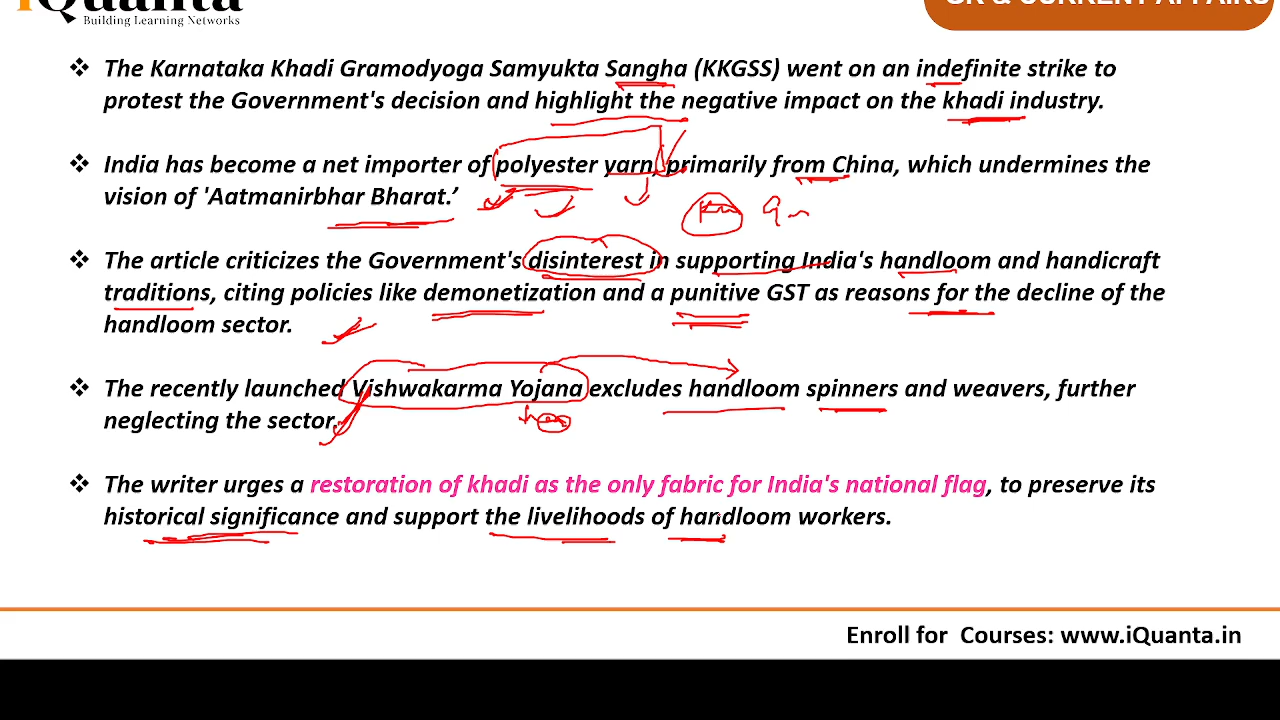 iQuanta
Building Learning Networks
GK & CURRENT AFFAIRS
❖ The Karnataka Khadi Gramodyoga Samyukta Sangha (KKGSS) went on an indefinite strike to
protest the Government's decision and highlight the negative impact on the khadi industry.
❖ India has become a net importer of polyester yarn, primarily from China, which undermines the
vision of 'Aatmanirbhar Bharat.’
❖ The article criticizes the Government's disinterest in supporting India's handloom and handicraft
traditions, citing policies like demonetization and a punitive GST as reasons for the decline of the
handloom sector.
❖ The recently launched Vishwakarma Yojana excludes handloom spinners and weavers, further
neglecting the sector.
❖ The writer urges a restoration of khadi as the only fabric for India's national flag, to preserve its
historical significance and support the livelihoods of handloom workers.
Enroll for  Courses: www.iQuanta.in